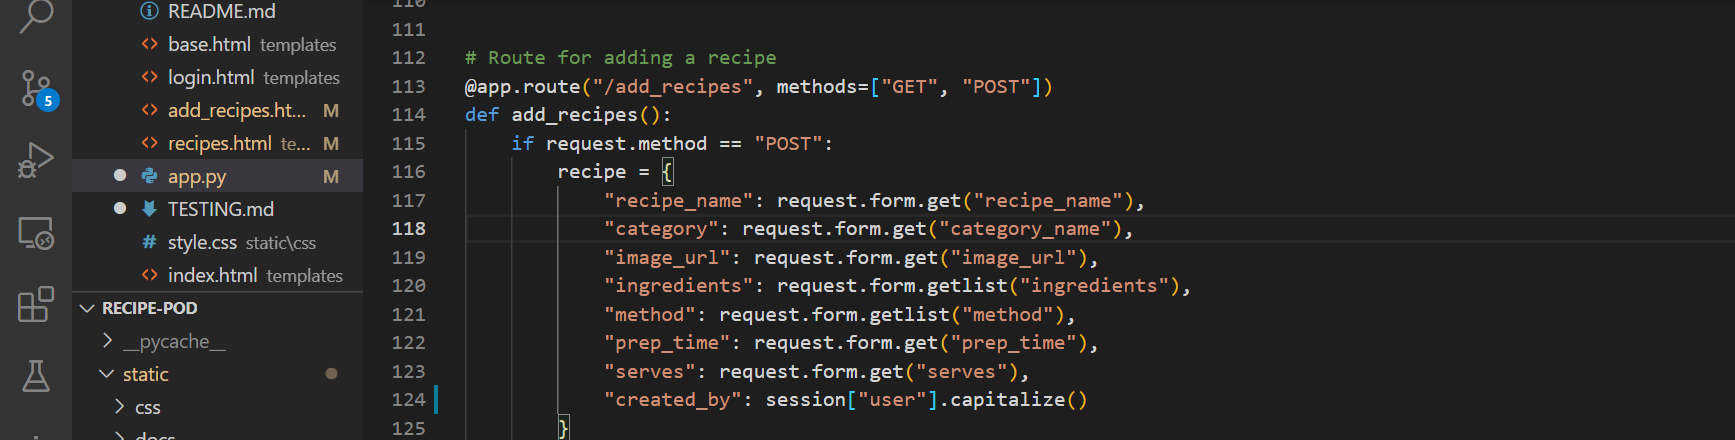 README.md
base.html templates
login.html templates
add_recipes.ht... M
recipes.html te... M
app.py M
TESTING.md
style.css static\css
index.html templates
RECIPE-POD
__pycache__
static
css
docs
5
110
111
112 # Route for adding a recipe
113 @app.route("/add_recipes", methods=["GET", "POST"])
114 def add_recipes():
115 if request.method == "POST":
116 recipe = {
117 "recipe_name": request.form.get("recipe_name"),
118 "category": request.form.get("category_name"),
119 "image_url": request.form.get("image_url"),
120 "ingredients": request.form.getlist("ingredients"),
121 "method": request.form.getlist("method"),
122 "prep_time": request.form.get("prep_time"),
123 "serves": request.form.get("serves"),
124 "created_by": session["user"].capitalize()
125 }